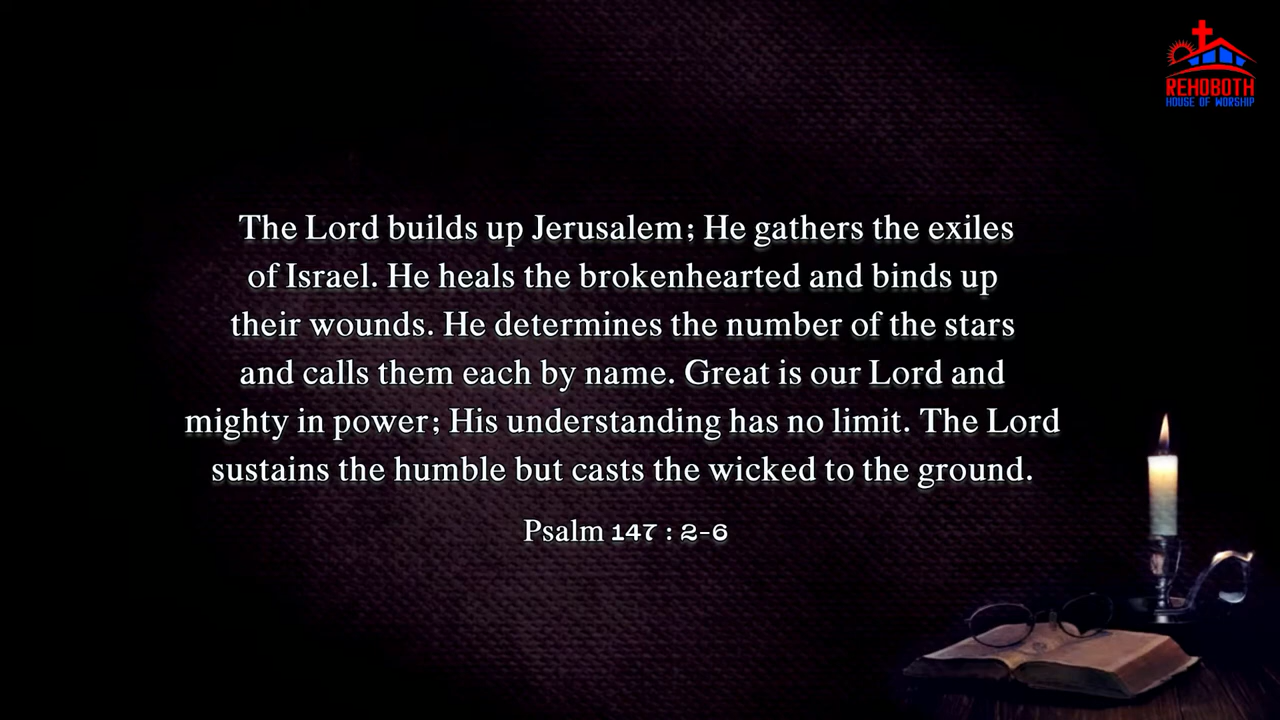 REHOBOTH
HOUSE OF WORSHIP
The Lord builds up Jerusalem; He gathers the exiles
of Israel. He heals the brokenhearted and binds up
their wounds. He determines the number of the stars
and calls them each by name. Great is our Lord and
mighty in power; His understanding has no limit. The Lord
sustains the humble but casts the wicked to the ground.
Psalm 147 : 2-6